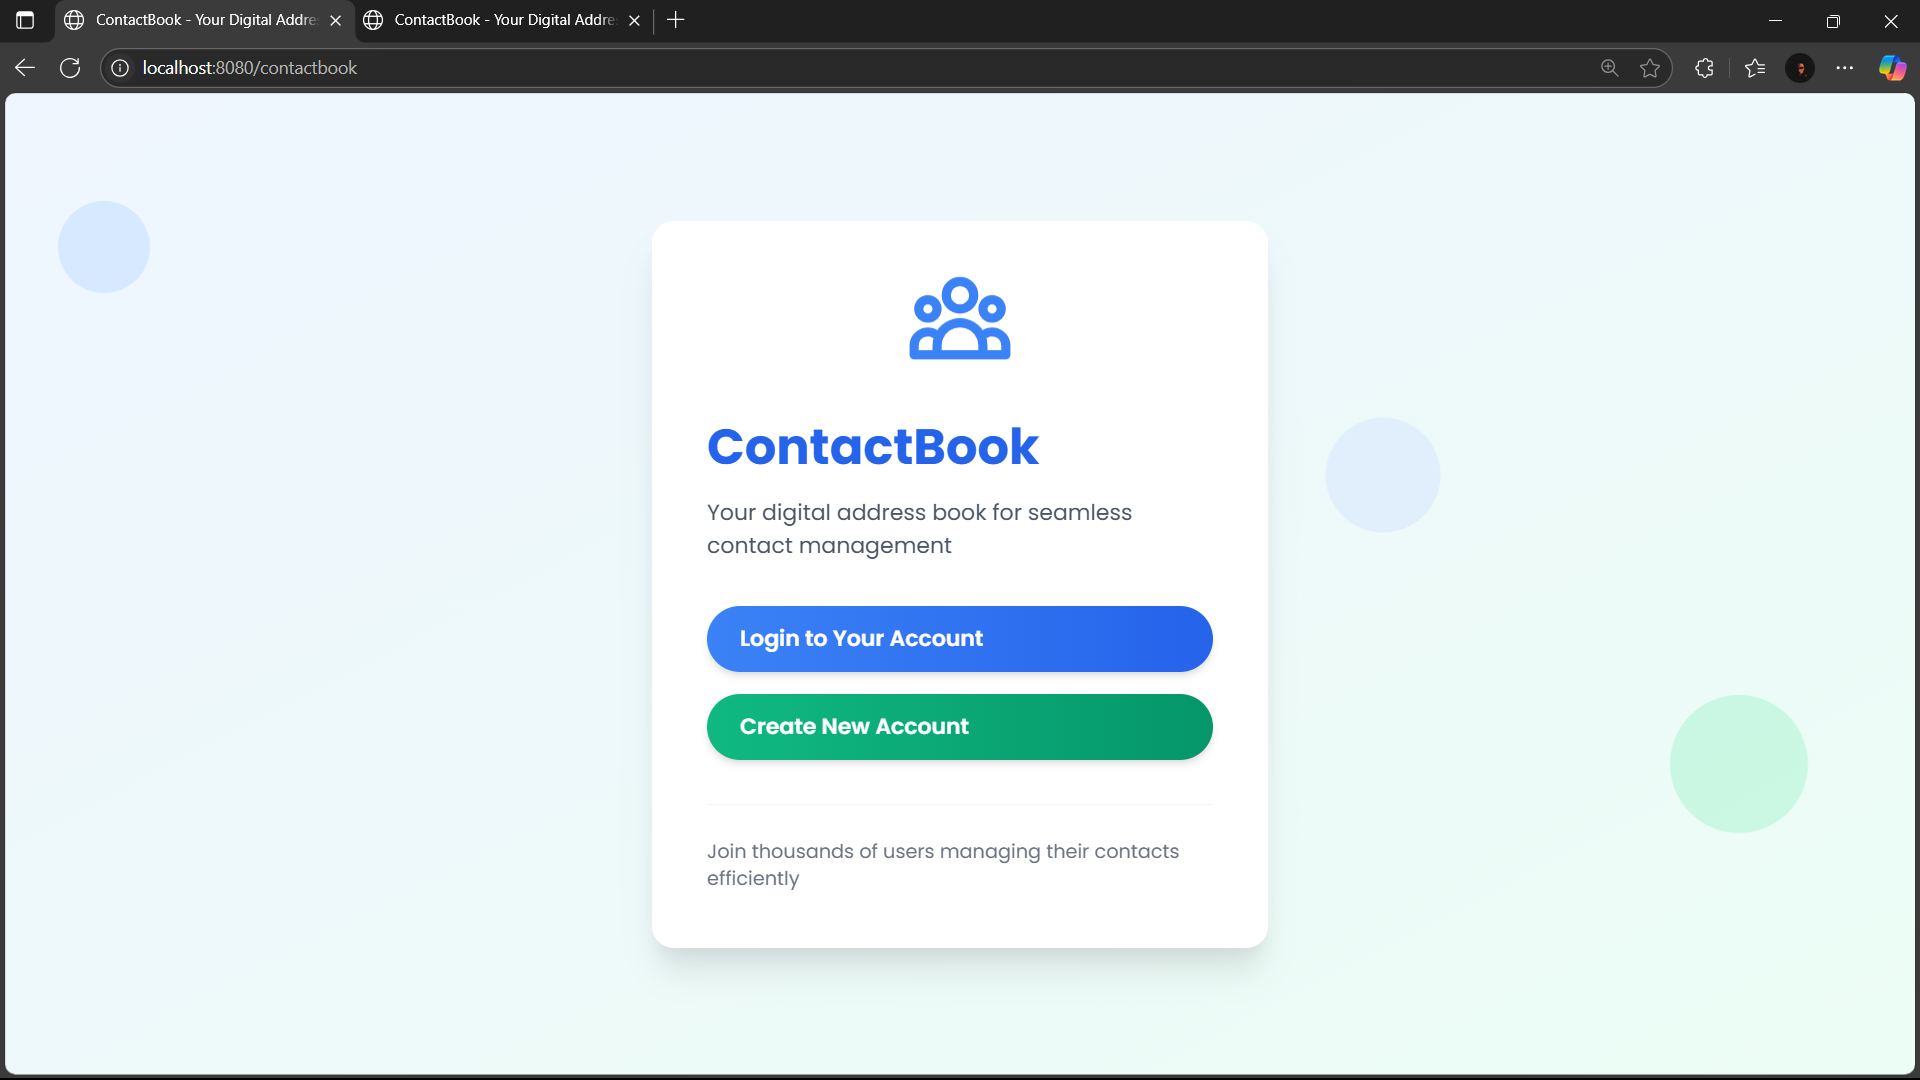 ContactBook - Your Digital Addre
ContactBook - Your Digital Addre
localhost:8080/contactbook
ContactBook
Your digital address book for seamless
contact management
Login to Your Account
Create New Account
Join thousands of users managing their contacts
efficiently